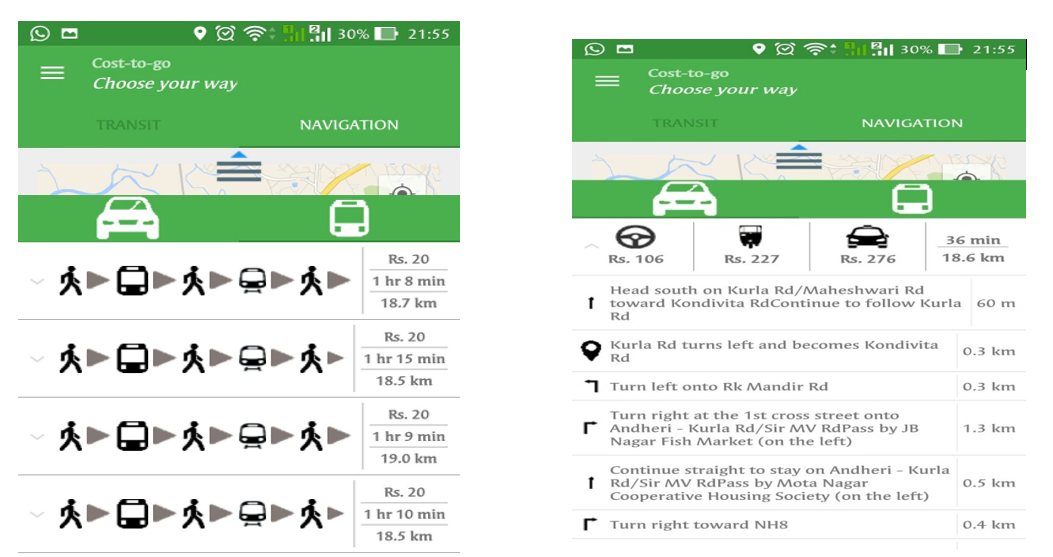 30% 21:55
Cost-to-go
Choose your way
TRANSIT NAVIGATION
Rs. 20
1 hr 8 min
18.7 km
Rs. 20
1 hr 15 min
18.5 km
Rs. 20
1 hr 9 min
19.0 km
Rs. 20
1 hr 10 min
18.5 km
30% 21:55
Cost-to-go
Choose your way
TRANSIT NAVIGATION
Rs. 106 Rs. 227 Rs. 276 36 min
18.6 km
Head south on Kurla Rd/Maheshwari Rd
toward Kondivita RdContinue to follow Kurla
Rd
60 m
Kurla Rd turns left and becomes Kondivita
Rd
0.3 km
Turn left onto Rk Mandir Rd 0.3 km
Turn right at the 1st cross street onto
Andheri - Kurla Rd/Sir MV RdPass by JB
Nagar Fish Market (on the left)
1.3 km
Continue straight to stay on Andheri - Kurla
Rd/Sir MV RdPass by Mota Nagar
Cooperative Housing Society (on the left)
0.5 km
Turn right toward NH8 0.4 km